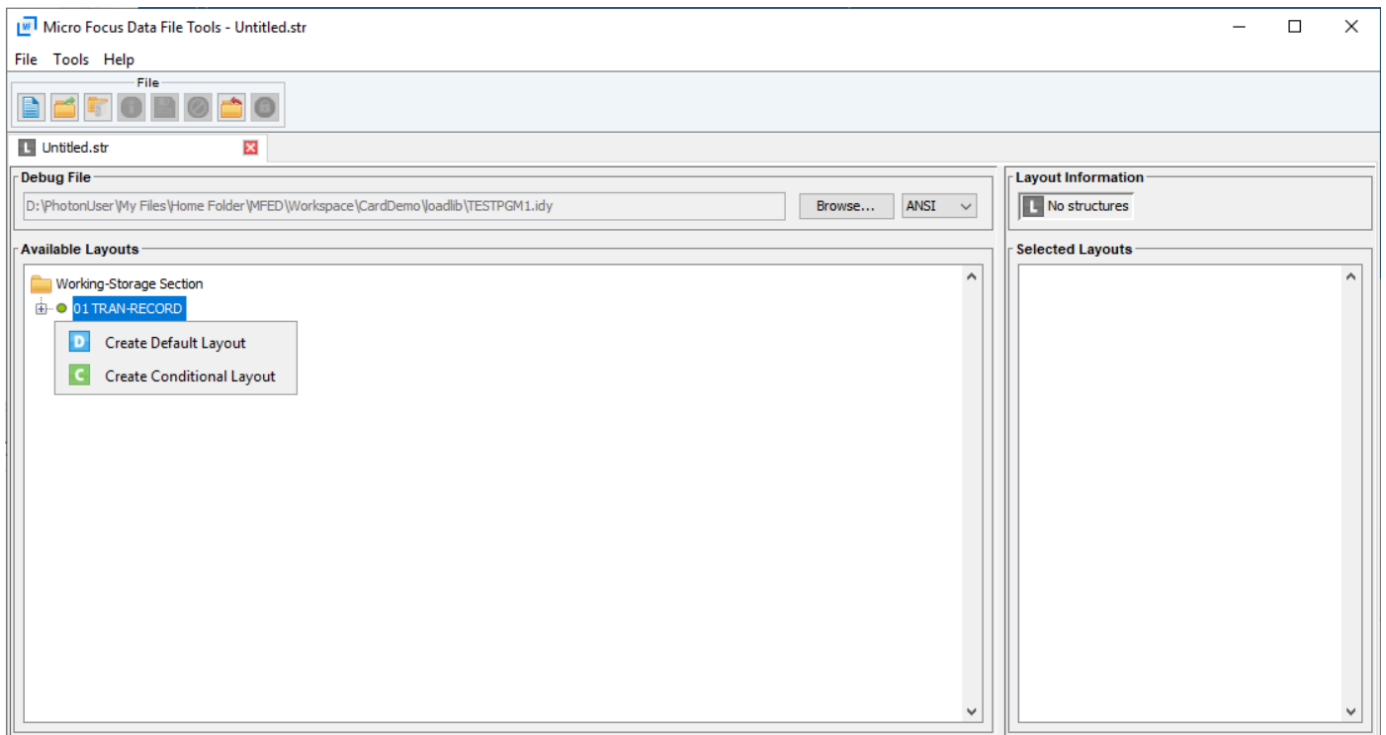 Micro Focus Data File Tools - Untitled.str
File Tools Help
File
L Untitled.str
Debug File
D:\PhotonUser\My Files\Home Folder\MFED\Workspace\CardDemo\loadlib\TESTPGM1.idy
Browse...
ANSI
Layout Information
L No structures
Available Layouts
Working-Storage Section
01 TRAN-RECORD
D Create Default Layout
C Create Conditional Layout
Selected Layouts